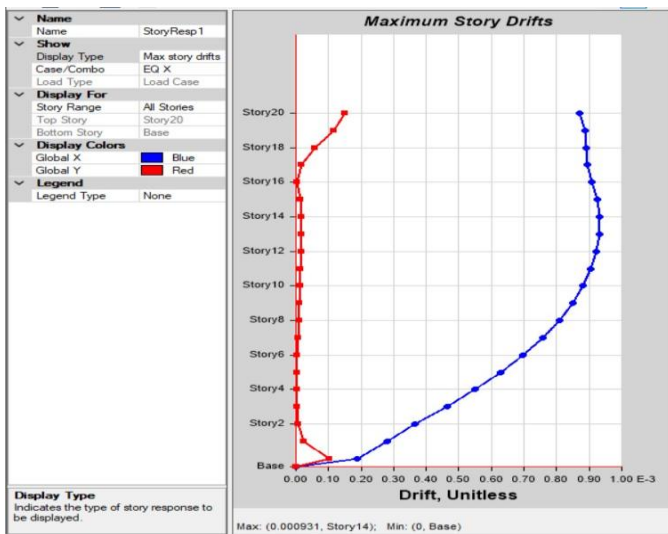 Name
Name StoryResp1
Show
Display Type Max story drifts
Case/Combo EQ X
Load Type Load Case
Display For
Story Range All Stories
Top Story Story20
Bottom Story Base
Display Colors
Global X Blue
Global Y Red
Legend
Legend Type None
Display Type
Indicates the type of story response to
be displayed.
Maximum Story Drifts
Story20
Story18
Story16
Story14
Story12
Story10
Story8
Story6
Story4
Story2
Base
0.00 0.10 0.20 0.30 0.40 0.50 0.60 0.70 0.80 0.90 1.00 E-3
Drift, Unitless
Max: (0.000931, Story14); Min: (0, Base)